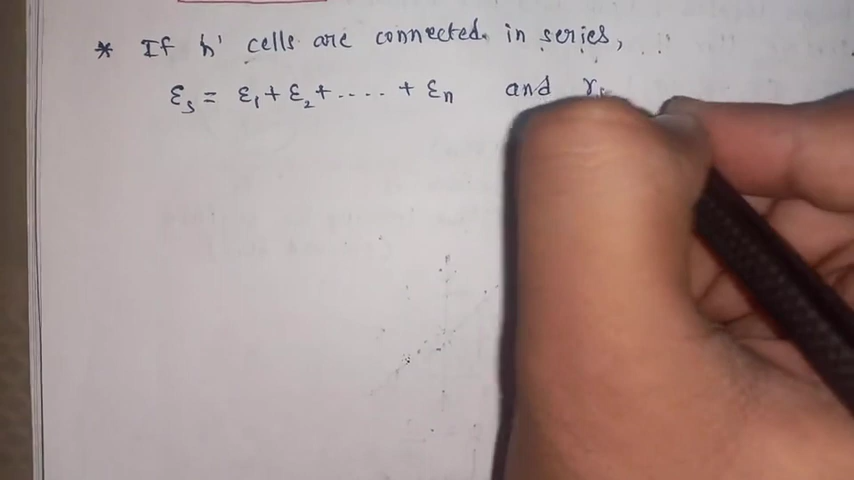 * If 'n' cells are connected in series,
εs = ε1 + ε2 + .... + εn and r